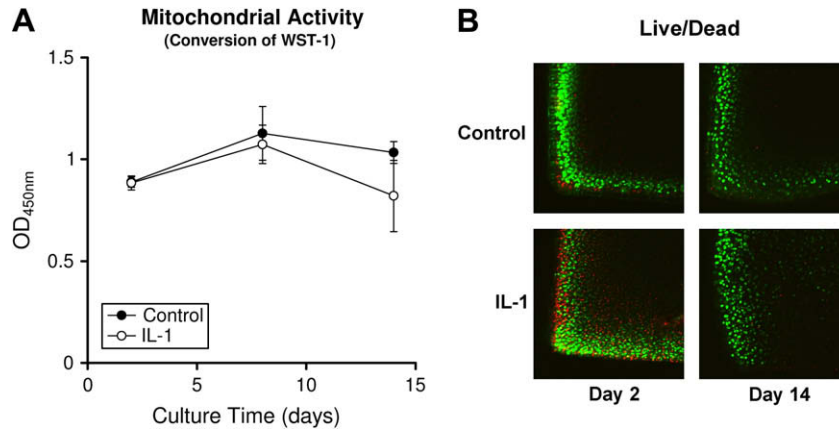 A
Mitochondrial Activity
(Conversion of WST-1)
1.5
1
0.5
0
OD450nm
Control
IL-1
0
5
10
15
Culture Time (days)
B
Live/Dead
Control
IL-1
Day 2
Day 14